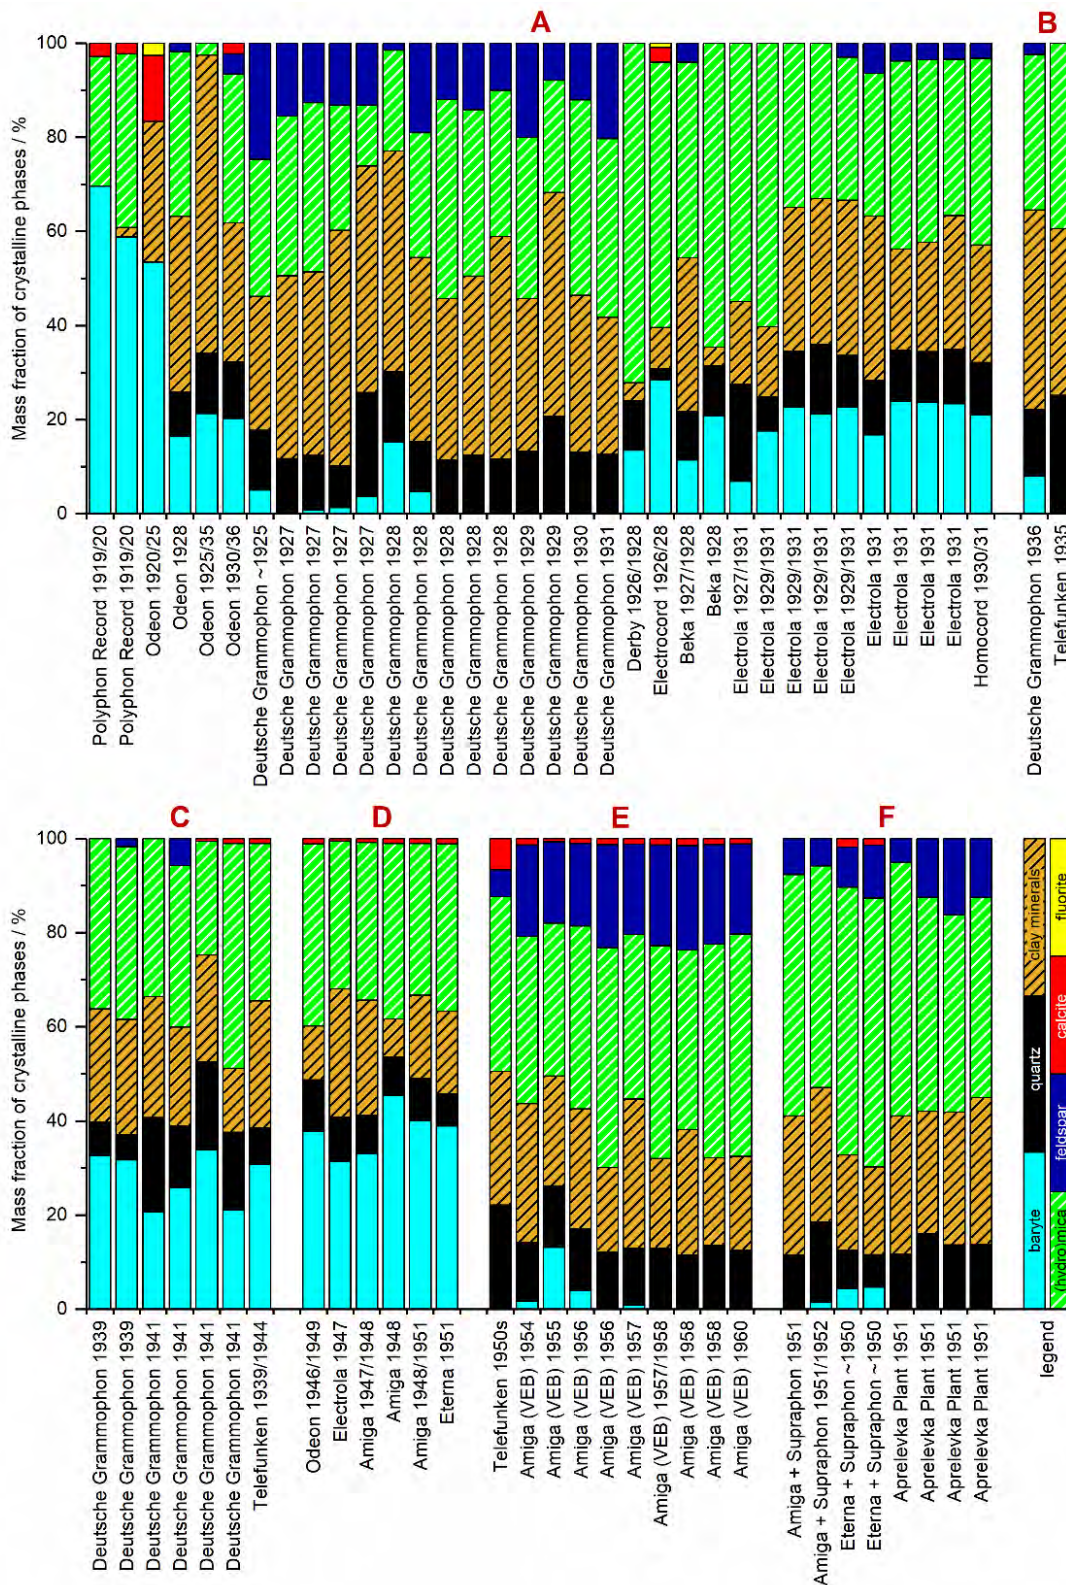 A
B
Mass fraction of crystalline phases / %
100
80
60
40
20
0
Polyphon Record 1919/20
Polyphon Record 1919/20
Odeon 1920/25
Odeon 1928
Odeon 1925/35
Odeon 1930/36
Deutsche Grammophon ~1925
Deutsche Grammophon 1927
Deutsche Grammophon 1927
Deutsche Grammophon 1927
Deutsche Grammophon 1927
Deutsche Grammophon 1928
Deutsche Grammophon 1928
Deutsche Grammophon 1928
Deutsche Grammophon 1928
Deutsche Grammophon 1928
Deutsche Grammophon 1929
Deutsche Grammophon 1929
Deutsche Grammophon 1930
Deutsche Grammophon 1931
Derby 1926/1928
Electrocord 1926/28
Beka 1927/1928
Beka 1928
Electrola 1927/1931
Electrola 1929/1931
Electrola 1929/1931
Electrola 1929/1931
Electrola 1929/1931
Electrola 1931
Electrola 1931
Electrola 1931
Electrola 1931
Homocord 1930/31
Deutsche Grammophon 1936
Telefunken 1935
C
D
E
F
Mass fraction of crystalline phases / %
100
80
60
40
20
0
Deutsche Grammophon 1939
Deutsche Grammophon 1939
Deutsche Grammophon 1941
Deutsche Grammophon 1941
Deutsche Grammophon 1941
Deutsche Grammophon 1941
Telefunken 1939/1944
Odeon 1946/1949
Electrola 1947
Amiga 1947/1948
Amiga 1948
Amiga 1948/1951
Eterna 1951
Telefunken 1950s
Amiga (VEB) 1954
Amiga (VEB) 1955
Amiga (VEB) 1956
Amiga (VEB) 1956
Amiga (VEB) 1957
Amiga (VEB) 1957/1958
Amiga (VEB) 1958
Amiga (VEB) 1958
Amiga (VEB) 1960
Amiga + Supraphon 1951
Amiga + Supraphon 1951/1952
Eterna + Supraphon ~1950
Eterna + Supraphon ~1950
Aprelevka Plant 1951
Aprelevka Plant 1951
Aprelevka Plant 1951
Aprelevka Plant 1951
baryte
quartz
clay minerals
(hydro)mica
feldspar
calcite
fluorite
legend